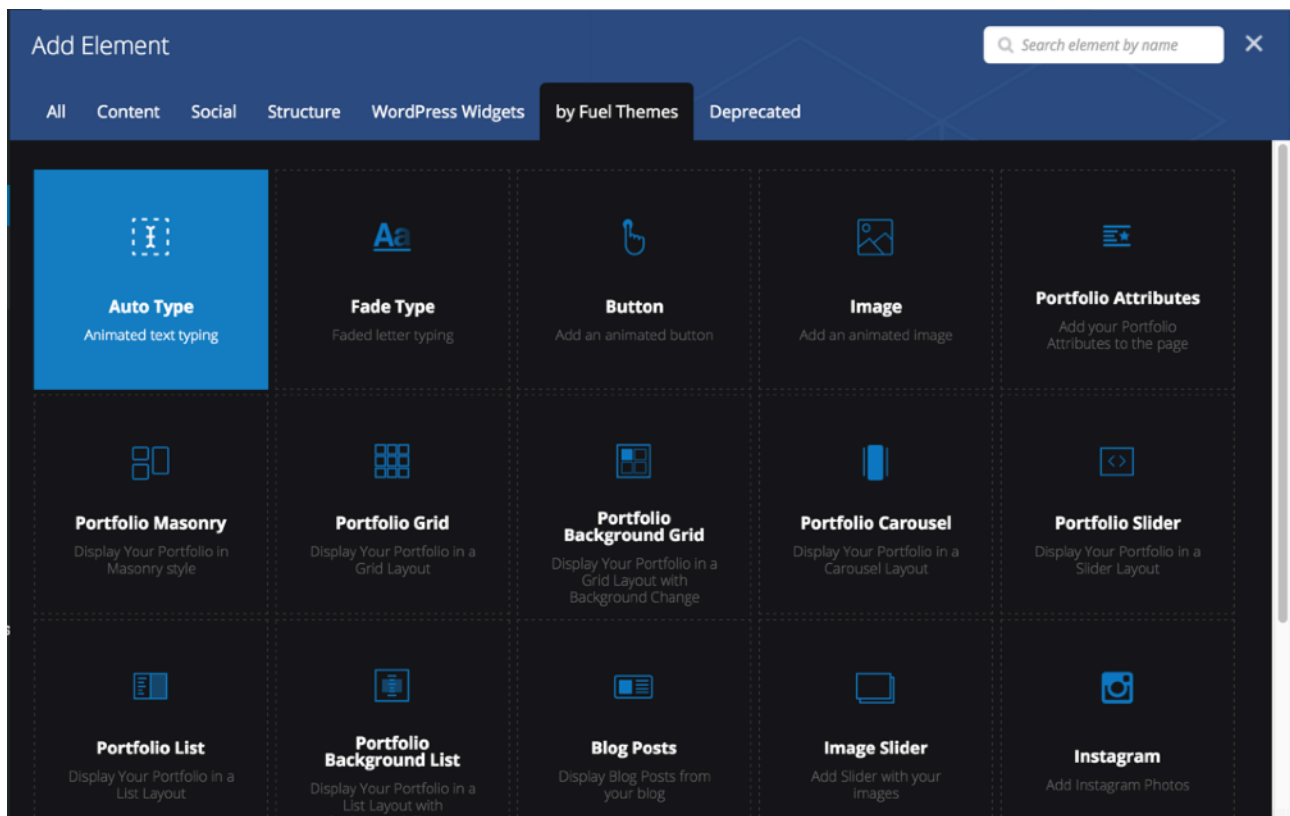 Add Element
Search element by name
All Content Social Structure WordPress Widgets by Fuel Themes Deprecated
Auto Type
Animated text typing
Aa
Fade Type
Faded letter typing
Button
Add an animated button
Image
Add an animated image
Portfolio Attributes
Add your Portfolio
Attributes to the page
Portfolio Masonry
Display Your Portfolio in
Masonry style
Portfolio Grid
Display Your Portfolio in a
Grid Layout
Portfolio
Background Grid
Display Your Portfolio in a
Grid Layout with
Background Change
Portfolio Carousel
Display Your Portfolio in a
Carousel Layout
Portfolio Slider
Display Your Portfolio in a
Slider Layout
Portfolio List
Display Your Portfolio in a
List Layout
Portfolio
Background List
Display Your Portfolio in a
List Layout with
Blog Posts
Display Blog Posts from
your blog
Image Slider
Add Slider with your
images
Instagram
Add Instagram Photos